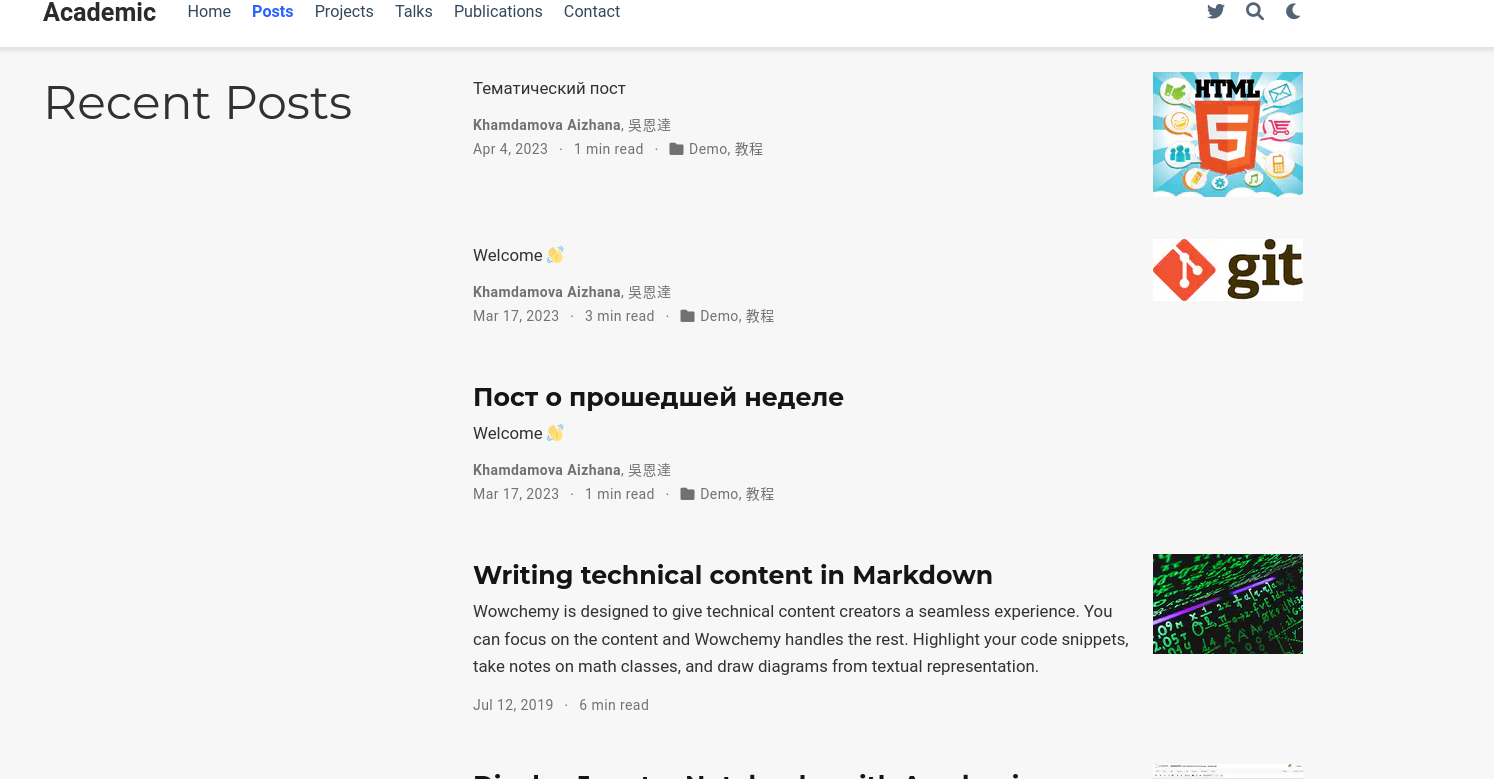 Academic Home Posts Projects Talks Publications Contact
Recent Posts
Тематический пост
Khamdamova Aizhana, 吳恩達
Apr 4, 2023 · 1 min read · Demo, 教程
HTML
5
Welcome 👋
Khamdamova Aizhana, 吳恩達
Mar 17, 2023 · 3 min read · Demo, 教程
git
Пост о прошедшей неделе
Welcome 👋
Khamdamova Aizhana, 吳恩達
Mar 17, 2023 · 1 min read · Demo, 教程
Writing technical content in Markdown
Wowchemy is designed to give technical content creators a seamless experience. You
can focus on the content and Wowchemy handles the rest. Highlight your code snippets,
take notes on math classes, and draw diagrams from textual representation.
Jul 12, 2019 · 6 min read